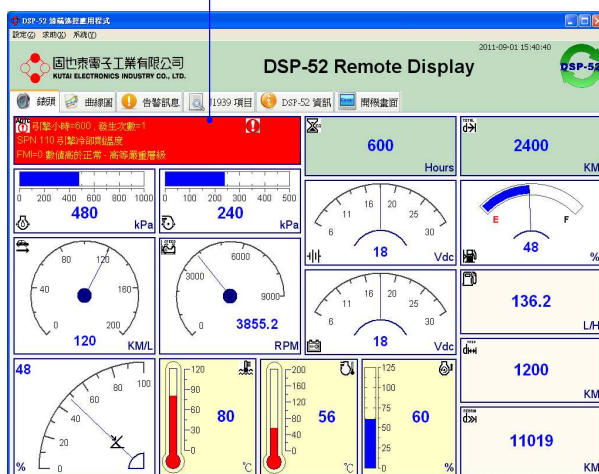 DSP-52 遠端遙控應用程式
設定(S) 求助(X) 系統(Y)
固也泰電子工業有限公司
KUTAI ELECTRONICS INDUSTRY CO., LTD.
DSP-52 Remote Display
2011-09-01 15:40:40
DSP-52
錶頭 曲線圖 告警訊息 J1939 項目 DSP-52 資訊 開機畫面
引擎小時=600 , 發生次數=1
SPN 110 引擎冷卻劑溫度
FMI=0 數值高於正常 - 高等嚴重層級
600
Hours
TOTAL
2400
KM
0 200 400 600 800 1000
480
kPa
0 100 200 300 400 500
240
kPa
6 11 16 20 25 30
18
Vdc
E F
48
%
0 40 80 120 160 200
120
KM/L
0 3000 6000 9000
3855.2
RPM
6 11 16 20 25 30
18
Vdc
136.2
L/H
1200
KM
11019
KM
48
0 20 40 60 80 100
%
120
90
60
30
0
80
℃
200
160
120
80
40
0
56
℃
125
100
75
50
25
0
60
%